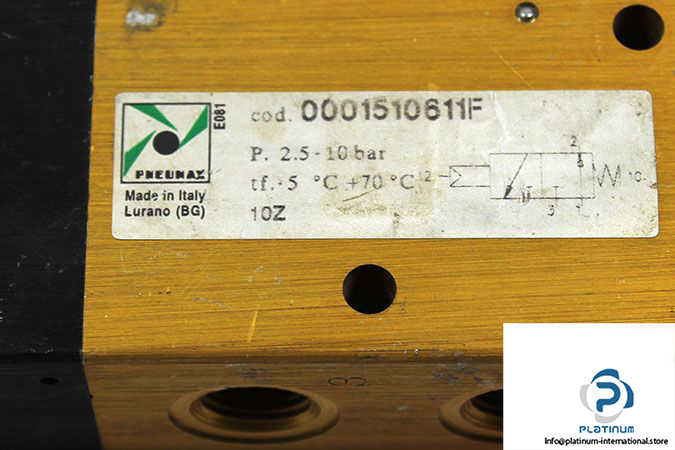 E081
cod. 0001510611F
PNEUMAX
P. 2.5-10 bar
tf.-5 °C +70 °C
Made in Italy
Lurano (BG)
10Z
12
2
10
3
1
3
PLATINUM
Info@platinum-international.store